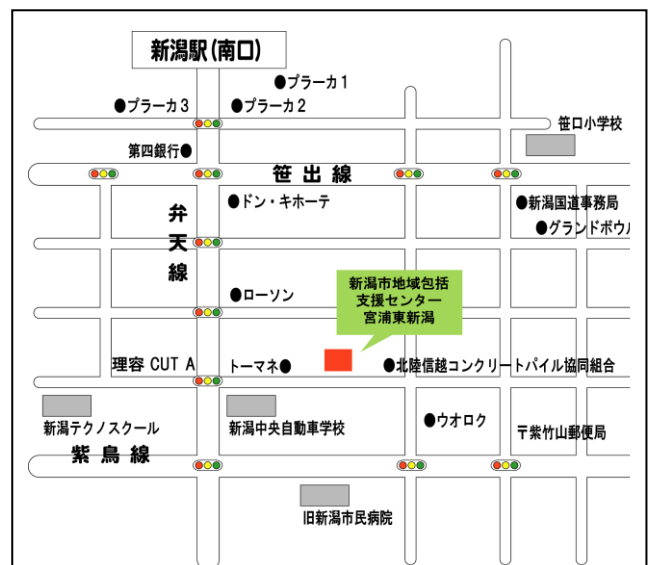 新潟駅(南口)
●プラーカ1
●プラーカ3
●プラーカ2
笹口小学校
第四銀行●
笹出線
●ドン・キホーテ
●新潟国道事務局
弁天線
●グランドボウル
新潟市地域包括
支援センター
宮浦東新潟
●ローソン
理容 CUT A
トーマネ●
●北陸信越コンクリートパイル協同組合
新潟テクノスクール
新潟中央自動車学校
●ウオロク
〒紫竹山郵便局
紫鳥線
旧新潟市民病院